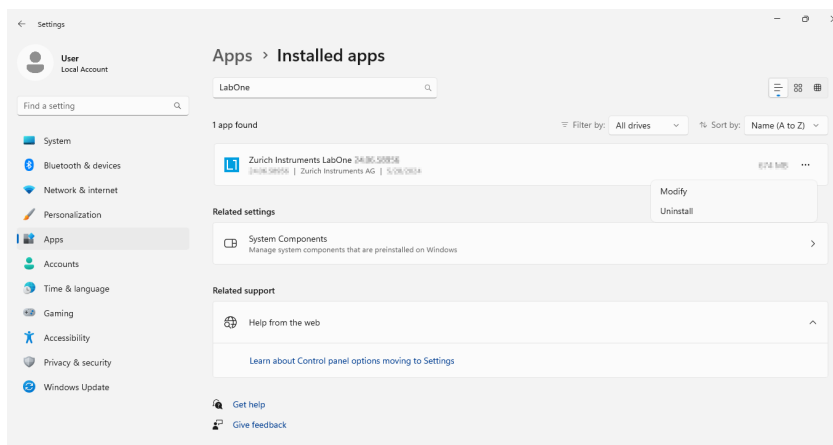 Settings
User
Local Account
Find a setting
System
Bluetooth & devices
Network & internet
Personalization
Apps
Accounts
Time & language
Gaming
Accessibility
Privacy & security
Windows Update
Apps > Installed apps
LabOne
1 app found
Filter by: All drives
Sort by: Name (A to Z)
Zurich Instruments LabOne
| Zurich Instruments AG |
Modify
Uninstall
Related settings
System Components
Manage system components that are preinstalled on Windows
Related support
Help from the web
Learn about Control panel options moving to Settings
Get help
Give feedback